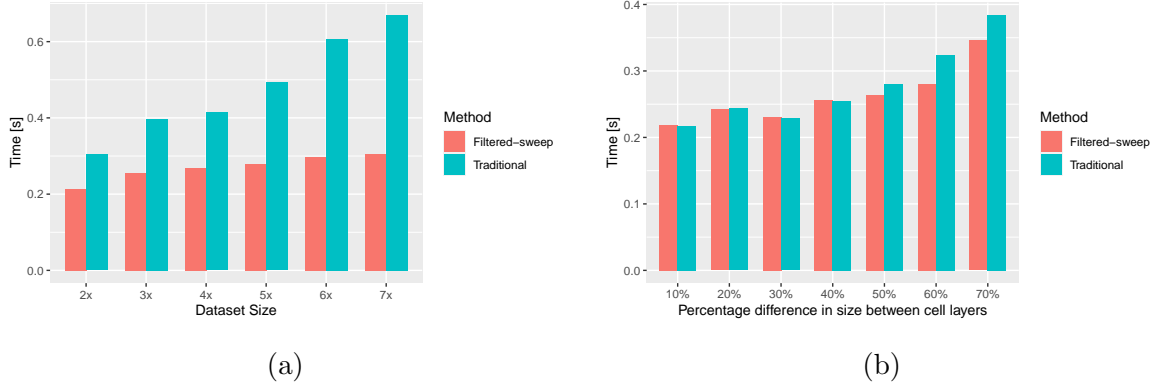 0.6
0.4
0.2
0.0
Time [s]
2x 3x 4x 5x 6x 7x
Dataset Size
Method
Filtered−sweep
Traditional
(a)
0.4
0.3
0.2
0.1
0.0
Time [s]
10% 20% 30% 40% 50% 60% 70%
Percentage difference in size between cell layers
Method
Filtered−sweep
Traditional
(b)